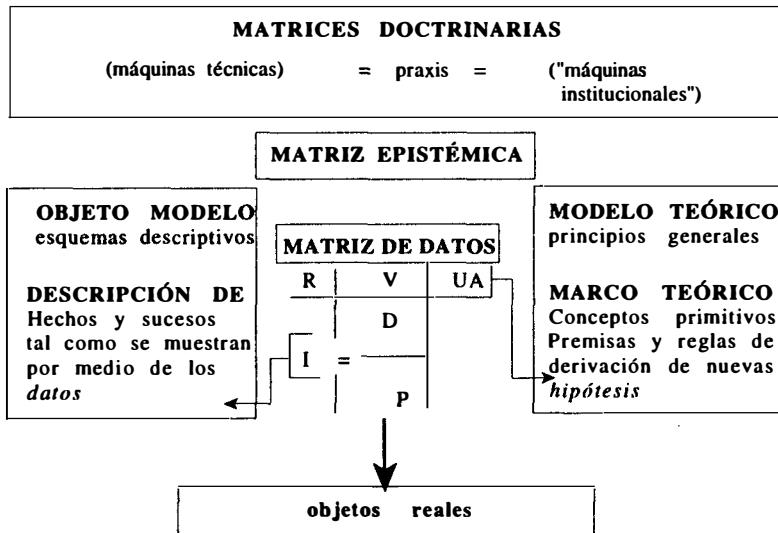 MATRICES DOCTRINARIAS
(máquinas técnicas) = praxis = ("máquinas
institucionales")
MATRIZ EPISTÉMICA
OBJETO MODELO
esquemas descriptivos
DESCRIPCIÓN DE
Hechos y sucesos
tal como se muestran
por medio de los
datos
MATRIZ DE DATOS
R V UA
D
I =
P
MODELO TEÓRICO
principios generales
MARCO TEÓRICO
Conceptos primitivos
Premisas y reglas de
derivación de nuevas
hipótesis
objetos reales